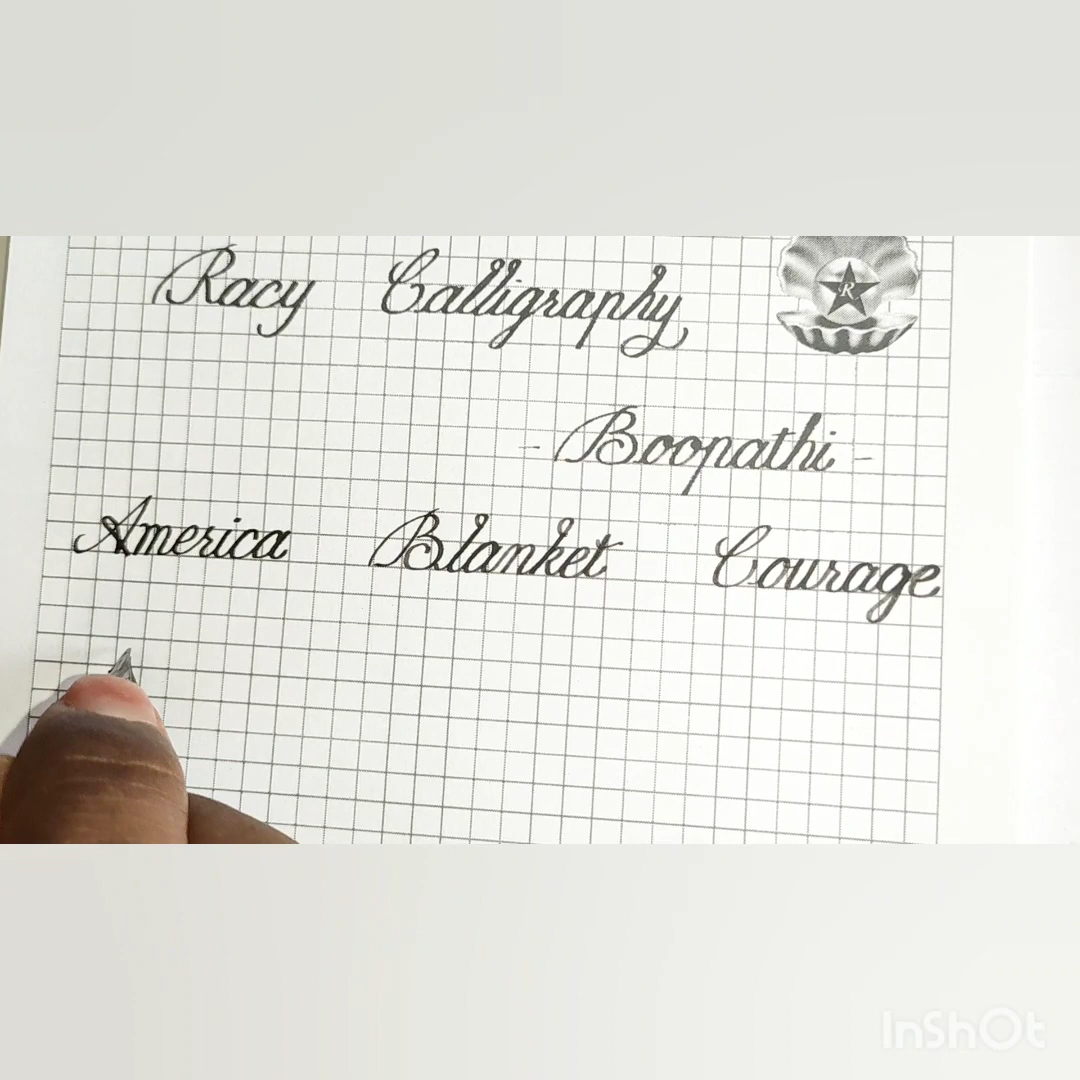 Racy Calligraphy
R
- Boopathi -
America Blanket Courage
InShOt